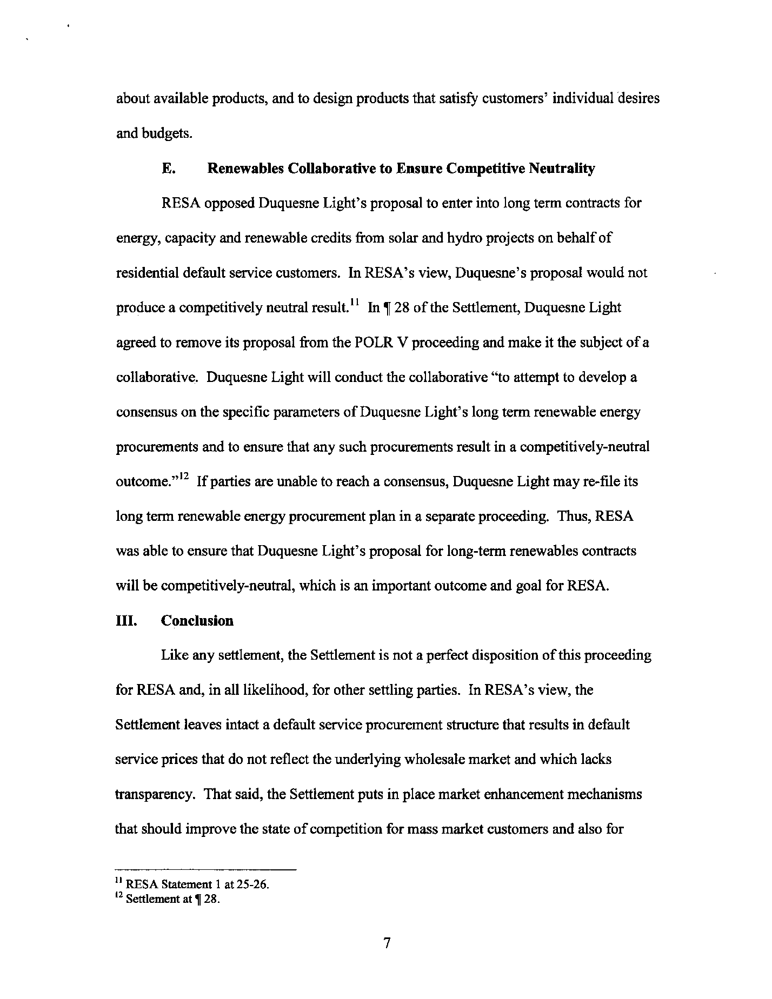 about available products, and to design products that satisfy customers’ individual desires
and budgets.
E. Renewables Collaborative to Ensure Competitive Neutrality
RESA opposed Duquesne Light’s proposal to enter into long term contracts for
energy, capacity and renewable credits from solar and hydro projects on behalf of
residential default service customers. In RESA’s view, Duquesne’s proposal would not
produce a competitively neutral result.11 In ¶ 28 of the Settlement, Duquesne Light
agreed to remove its proposal from the POLR V proceeding and make it the subject of a
collaborative. Duquesne Light will conduct the collaborative “to attempt to develop a
consensus on the specific parameters of Duquesne Light’s long term renewable energy
procurements and to ensure that any such procurements result in a competitively-neutral
outcome.”12 If parties are unable to reach a consensus, Duquesne Light may re-file its
long term renewable energy procurement plan in a separate proceeding. Thus, RESA
was able to ensure that Duquesne Light’s proposal for long-term renewables contracts
will be competitively-neutral, which is an important outcome and goal for RESA.
III. Conclusion
Like any settlement, the Settlement is not a perfect disposition of this proceeding
for RESA and, in all likelihood, for other settling parties. In RESA’s view, the
Settlement leaves intact a default service procurement structure that results in default
service prices that do not reflect the underlying wholesale market and which lacks
transparency. That said, the Settlement puts in place market enhancement mechanisms
that should improve the state of competition for mass market customers and also for
11 RESA Statement 1 at 25-26.
12 Settlement at ¶ 28.
7